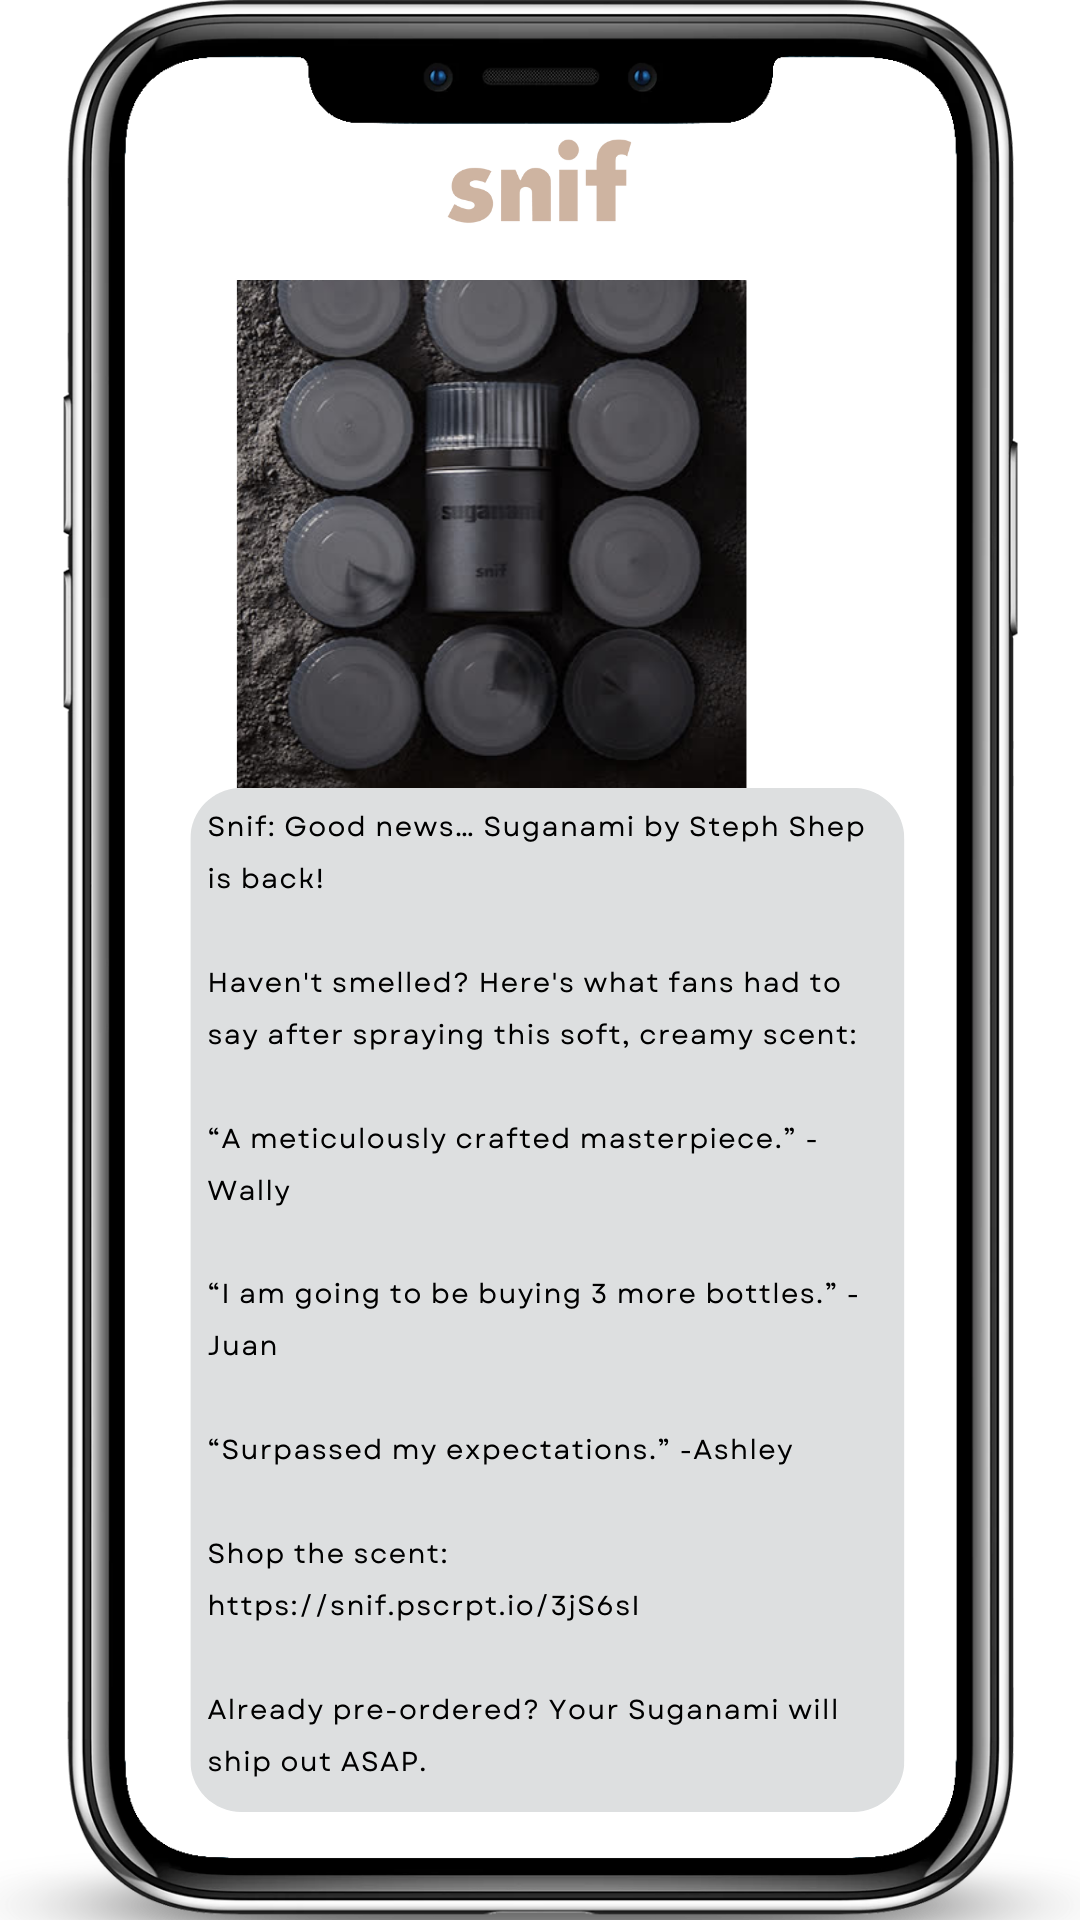 snif
suganami
snif
Snif: Good news... Suganami by Steph Shep
is back!
Haven't smelled? Here's what fans had to
say after spraying this soft, creamy scent:
“A meticulously crafted masterpiece.” -
Wally
“I am going to be buying 3 more bottles.” -
Juan
“Surpassed my expectations.” -Ashley
Shop the scent:
https://snif.pscrpt.io/3jS6sI
Already pre-ordered? Your Suganami will
ship out ASAP.